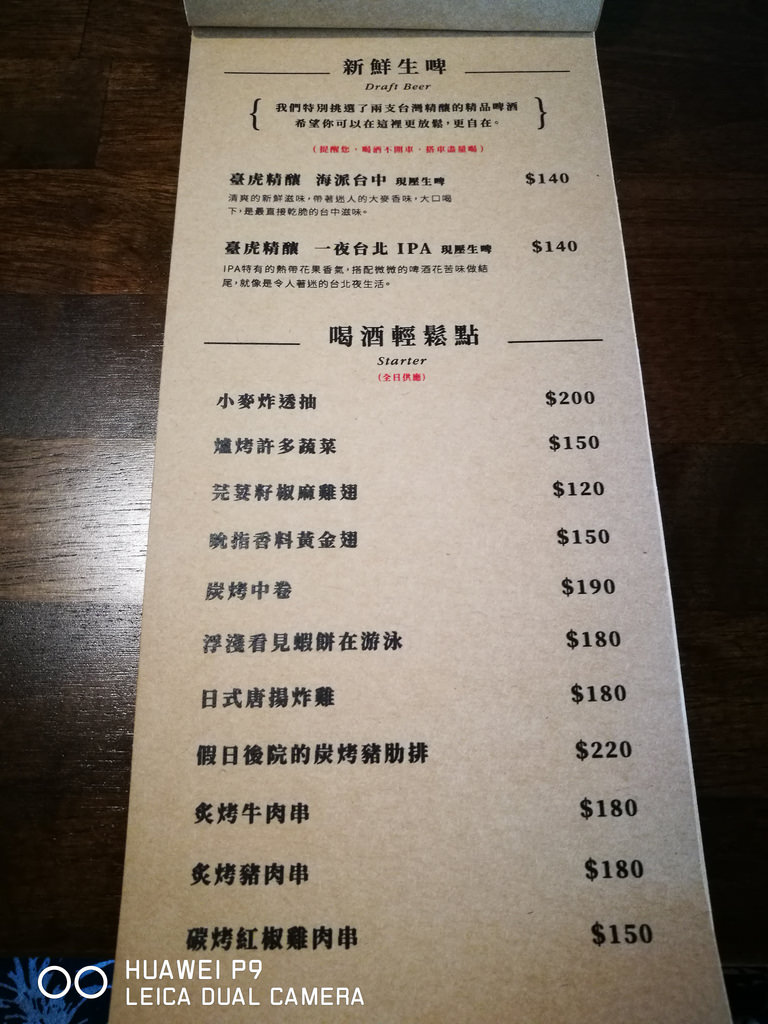 新鮮生啤
Draft Beer
{ 我們特別挑選了兩支台灣精釀的精品啤酒
希望你可以在這裡更放鬆，更自在。 }
(提醒您，喝酒不開車，搭車盡量喝)
臺虎精釀 海派台中 現壓生啤 $140
清爽的新鮮滋味，帶著迷人的大麥香味，大口喝
下，是最直接乾脆的台中滋味。
臺虎精釀 一夜台北 IPA 現壓生啤 $140
IPA特有的熱帶花果香氣，搭配微微的啤酒花苦味做結
尾，就像是令人著迷的台北夜生活。
喝酒輕鬆點
Starter
(全日供應)
小麥炸透抽 $200
爐烤許多蔬菜 $150
芫荽籽椒麻雞翅 $120
吮指香料黃金翅 $150
炭烤中卷 $190
浮淺看見蝦餅在游泳 $180
日式唐揚炸雞 $180
假日後院的炭烤豬肋排 $220
炙烤牛肉串 $180
炙烤豬肉串 $180
碳烤紅椒雞肉串 $150
HUAWEI P9
LEICA DUAL CAMERA